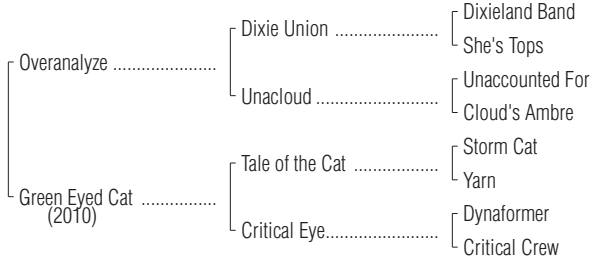 Dixieland Band
Dixie Union ....................
She's Tops
Overanalyze ....................
Unaccounted For
Unacloud ........................
Cloud's Ambre
Storm Cat
Tale of the Cat ................
Yarn
Green Eyed Cat ...............
(2010)
Dynaformer
Critical Eye......................
Critical Crew